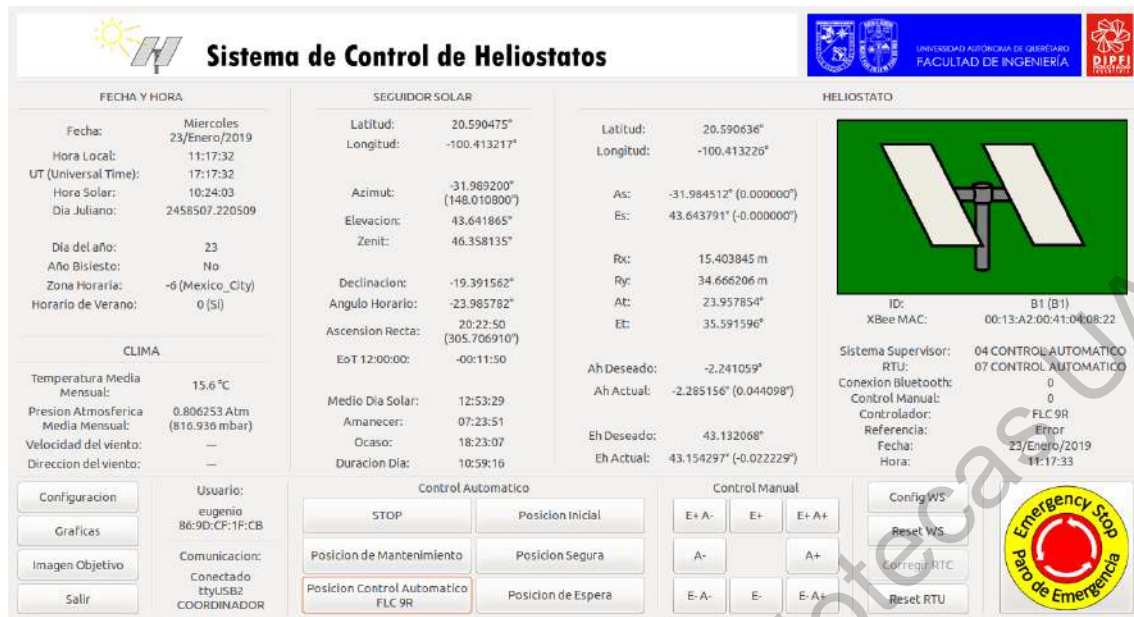 Sistema de Control de Heliostatos
UNIVERSIDAD AUTÓNOMA DE QUERÉTARO
FACULTAD DE INGENIERÍA
DIPFI
FECHA Y HORA
Fecha: Miercoles
23/Enero/2019
Hora Local: 11:17:32
UT (Universal Time): 17:17:32
Hora Solar: 10:24:03
Dia Juliano: 2458507.220509
Dia del año: 23
Año Bisiesto: No
Zona Horaria: -6 (Mexico_City)
Horario de Verano: 0 (Si)
CLIMA
Temperatura Media
Mensual: 15.6 °C
Presion Atmosferica 0.806253 Atm
Media Mensual: (816.936 mbar)
Velocidad del viento: ---
Direccion del viento: ---
SEGUIDOR SOLAR
Latitud: 20.590475°
Longitud: -100.413217°
Azimut: -31.989200°
(148.010800°)
Elevacion: 43.641865°
Zenit: 46.358135°
Declinacion: -19.391562°
Angulo Horario: -23.985782°
Ascension Recta: 20:22:50
(305.706910°)
EoT 12:00:00: -00:11:50
Medio Dia Solar: 12:53:29
Amanecer: 07:23:51
Ocaso: 18:23:07
Duracion Dia: 10:59:16
HELIOSTATO
Latitud: 20.590636°
Longitud: -100.413226°
As: -31.984512° (0.000000°)
Es: 43.643791° (-0.000000°)
Rx: 15.403845 m
Ry: 34.666206 m
At: 23.957854°
Et: 35.591596°
Ah Deseado: -2.241059°
Ah Actual: -2.285156° (0.044098°)
Eh Deseado: 43.132068°
Eh Actual: 43.154297° (-0.022229°)
ID: B1 (B1)
XBee MAC: 00:13:A2:00:41:04:08:22
Sistema Supervisor: 04 CONTROL AUTOMATICO
RTU: 07 CONTROL AUTOMATICO
Conexion Bluetooth: 0
Control Manual: 0
Controlador: FLC 9R
Referencia: Error
Fecha: 23/Enero/2019
Hora: 11:17:33
Configuracion
Graficas
Imagen Objetivo
Salir
Usuario:
eugenio
86:9D:CF:1F:CB
Comunicacion:
Conectado
ttyUSB2
COORDINADOR
Control Automatico
STOP
Posicion Inicial
Posicion de Mantenimiento
Posicion Segura
Posicion Control Automatico
FLC 9R
Posicion de Espera
Control Manual
E+ A- E+ E+ A+
A- A+
E- A- E- E- A+
Config WS
Reset WS
Corregir RTC
Reset RTU
Emergency Stop
Paro de Emergencia